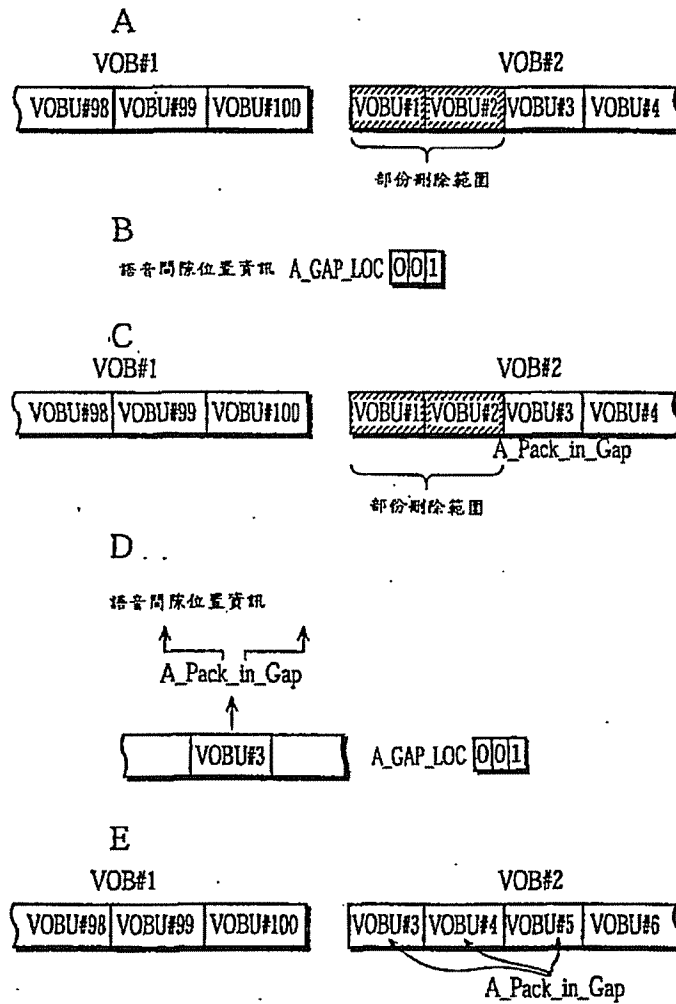 A
VOB#1 VOB#2
VOBU#98 VOBU#99 VOBU#100 VOBU#1 VOBU#2 VOBU#3 VOBU#4
部份刪除範圍
B
語音間隙位置資訊 A_GAP_LOC 0 0 1
C
VOB#1 VOB#2
VOBU#98 VOBU#99 VOBU#100 VOBU#1 VOBU#2 VOBU#3 VOBU#4
A_Pack_in_Gap
部份刪除範圍
D
語音間隙位置資訊
A_Pack_in_Gap
VOBU#3 A_GAP_LOC 0 0 1
E
VOB#1 VOB#2
VOBU#98 VOBU#99 VOBU#100 VOBU#3 VOBU#4 VOBU#5 VOBU#6
A_Pack_in_Gap